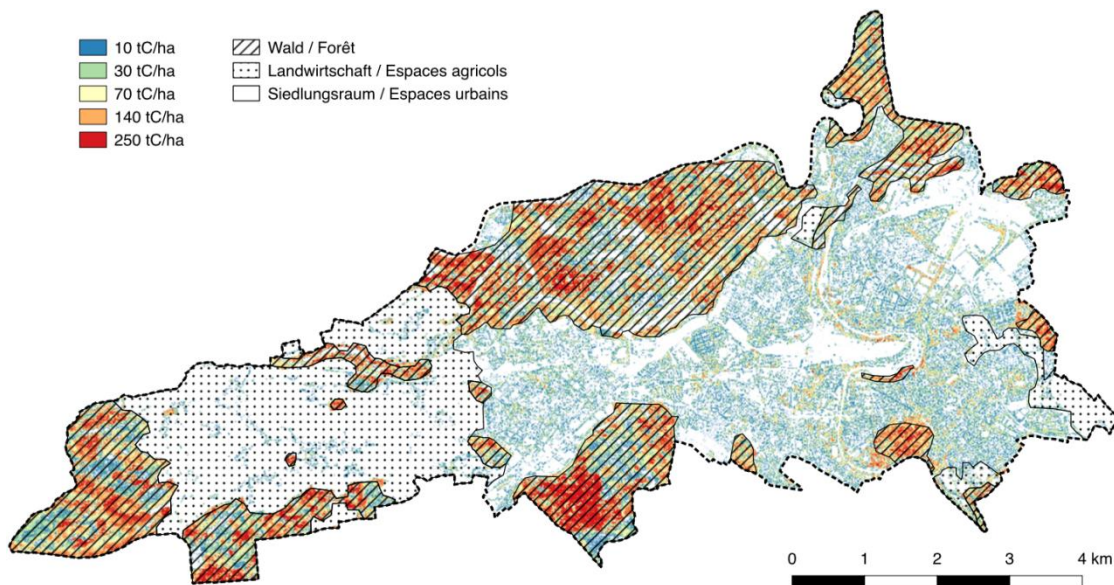 10 tC/ha
30 tC/ha
70 tC/ha
140 tC/ha
250 tC/ha
Wald / Forêt
Landwirtschaft / Espaces agricols
Siedlungsraum / Espaces urbains
0 1 2 3 4 km